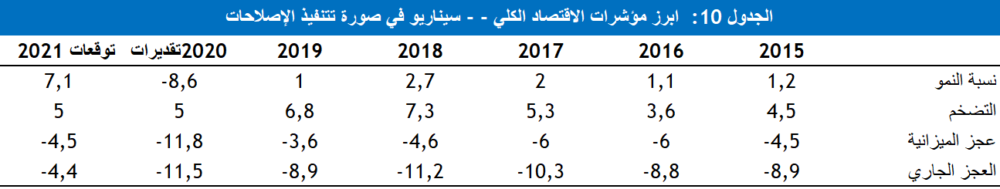 الجدول 10: ابرز مؤشرات الاقتصاد الكلي - - سيناريو في صورة تتنفيذ الإصلاحات
2015 2016 2017 2018 2019 2020تقديرات توقعات 2021
نسبة النمو 1,2 1,1 2 2,7 1 -8,6 7,1
التضخم 4,5 3,6 5,3 7,3 6,8 5 5
عجز الميزانية -4,5 -6 -6 -4,6 -3,6 -11,8 -4,5
العجز الجاري -8,9 -8,8 -10,3 -11,2 -8,9 -11,5 -4,4